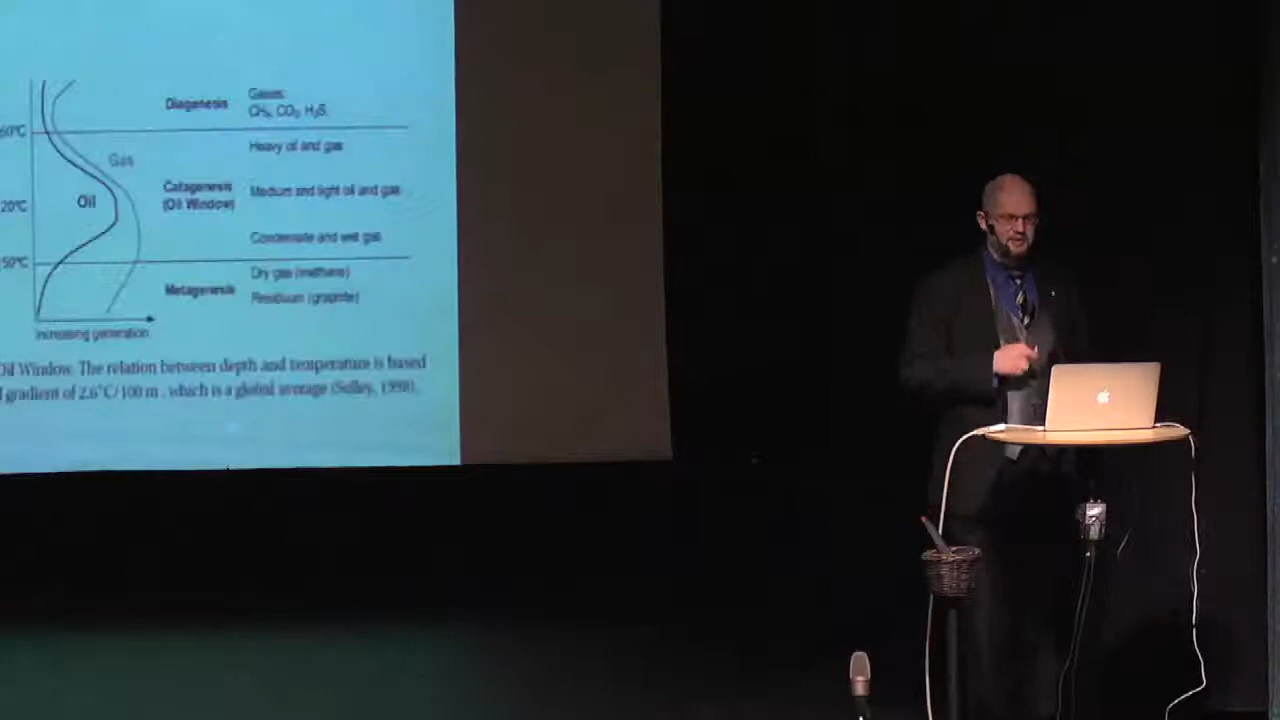 Diagenesis
Gases
CH₄, CO₂, H₂S.
60°C
Heavy oil and gas
Gas
Catagenesis
(Oil Window)
Medium and light oil and gas
Oil
20°C
Condensate and wet gas
50°C
Dry gas (methane)
Metagenesis
Residuum (graphite)
Increasing generation
Oil Window. The relation between depth and temperature is based
gradient of 2.6°C/100 m , which is a global average (Selley, 1998).